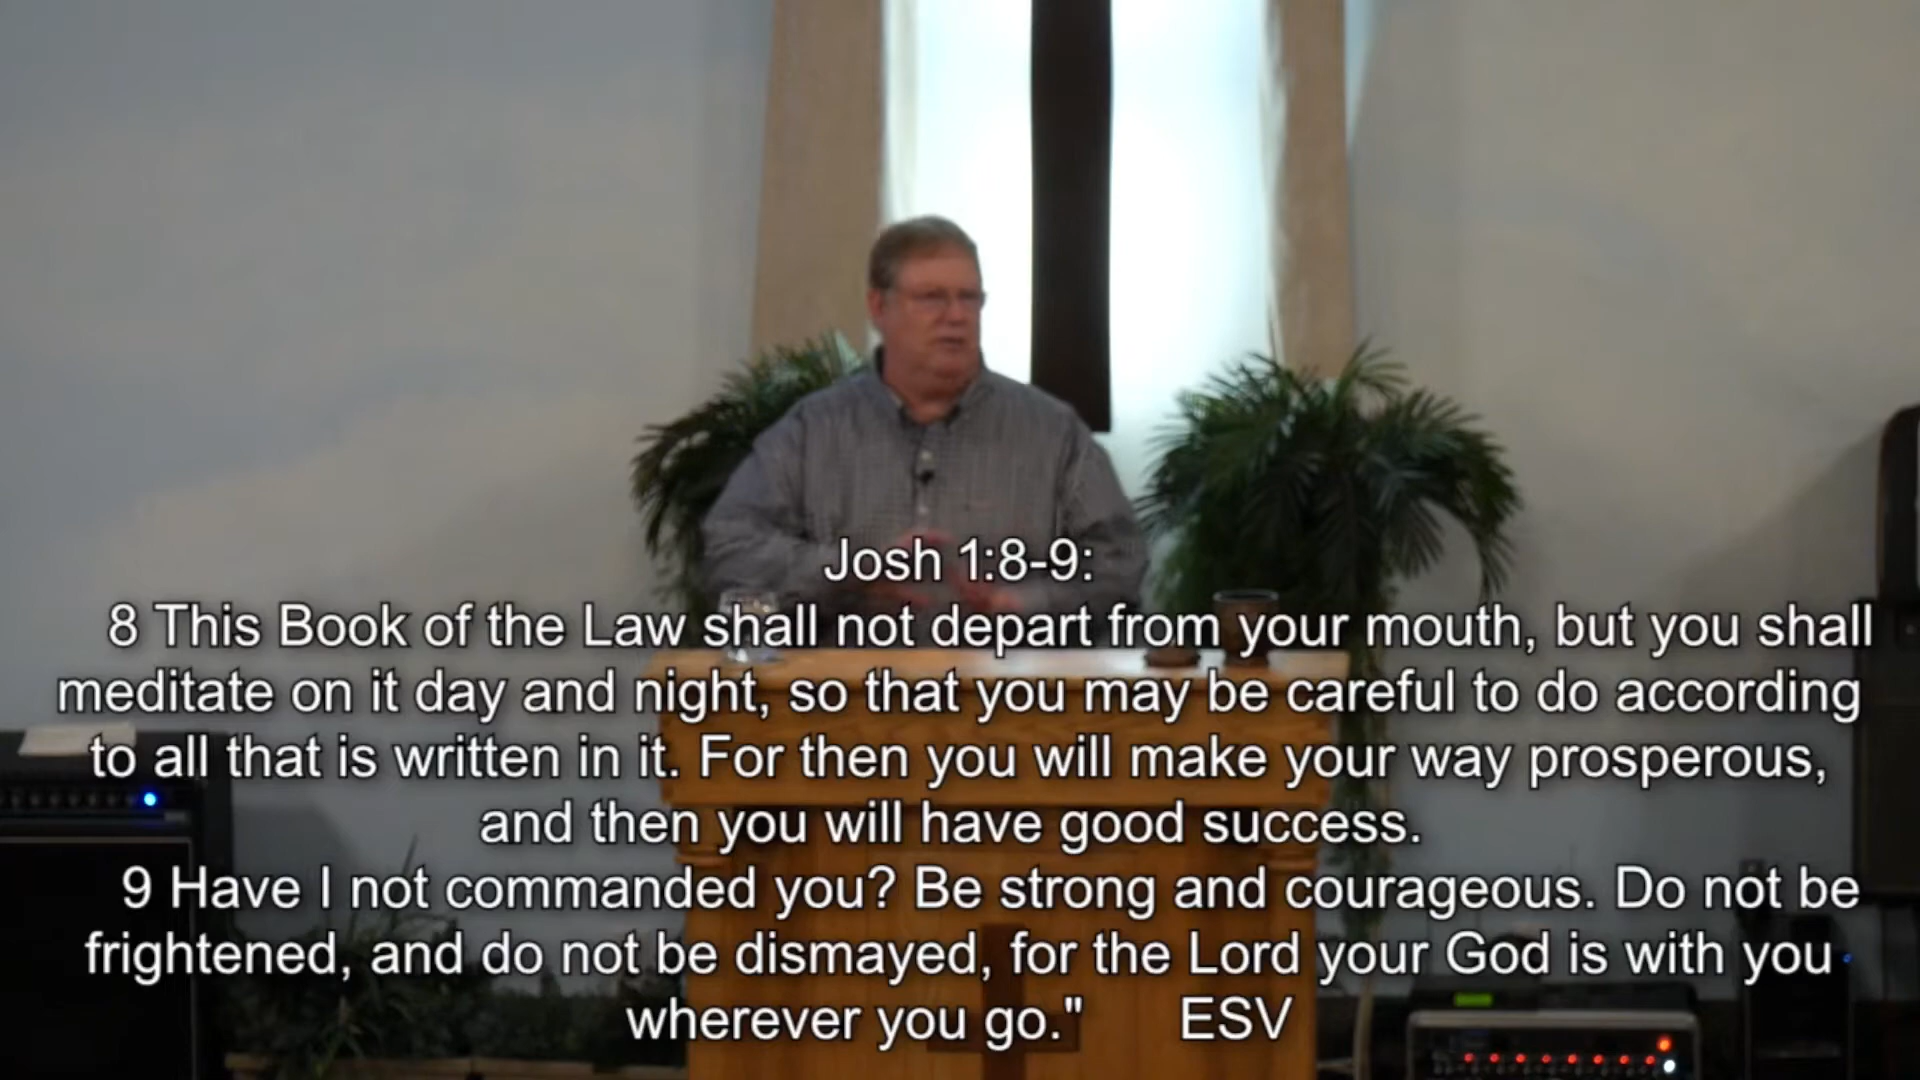 Josh 1:8-9:
8 This Book of the Law shall not depart from your mouth, but you shall
meditate on it day and night, so that you may be careful to do according
to all that is written in it. For then you will make your way prosperous,
and then you will have good success.
9 Have I not commanded you? Be strong and courageous. Do not be
frightened, and do not be dismayed, for the Lord your God is with you
wherever you go." ESV